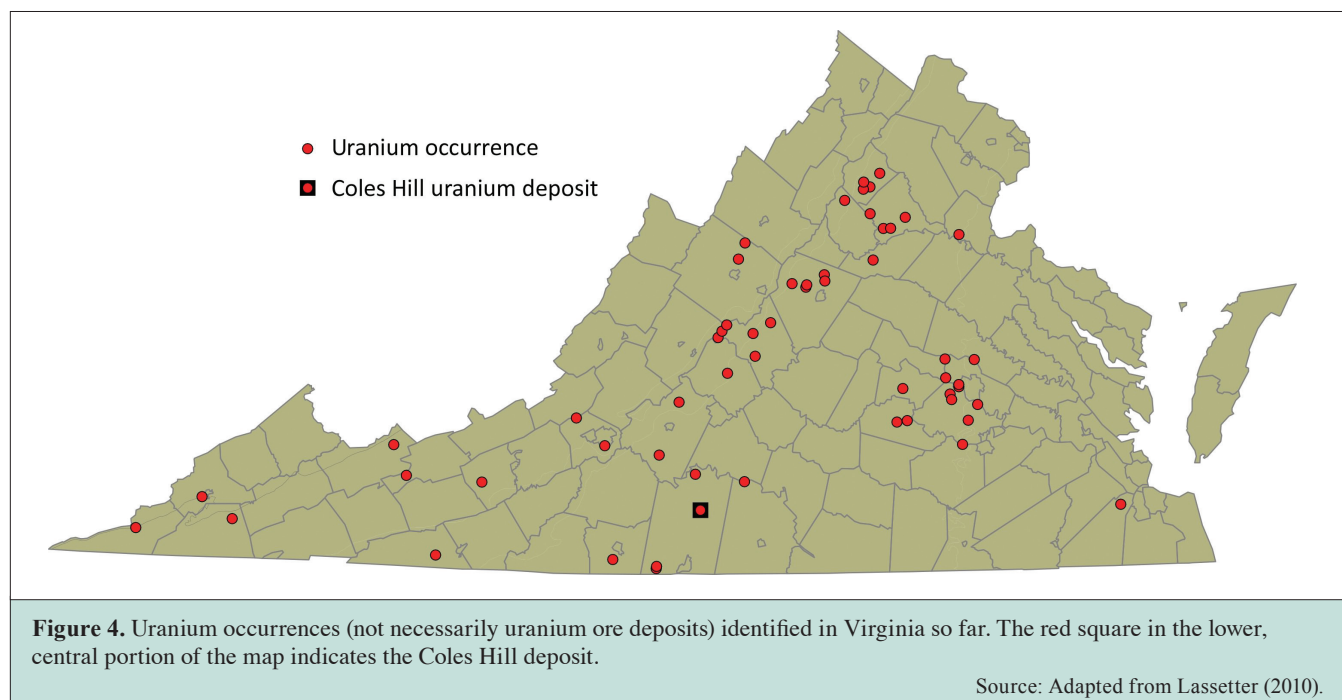 Uranium occurrence
Coles Hill uranium deposit
Figure 4. Uranium occurrences (not necessarily uranium ore deposits) identified in Virginia so far. The red square in the lower,
central portion of the map indicates the Coles Hill deposit.
Source: Adapted from Lassetter (2010).